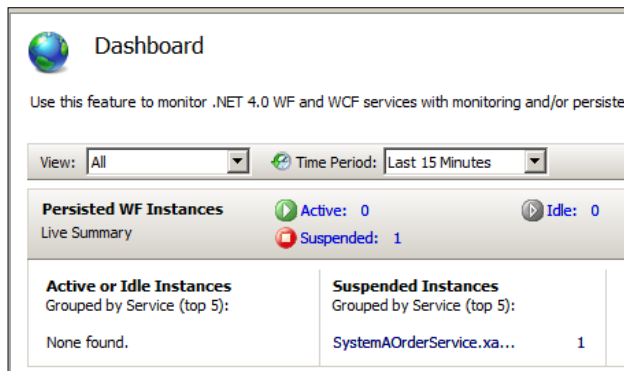 Dashboard
Use this feature to monitor .NET 4.0 WF and WCF services with monitoring and/or persiste
View: All Time Period: Last 15 Minutes
Persisted WF Instances Active: 0 Idle: 0
Live Summary Suspended: 1
Active or Idle Instances Suspended Instances
Grouped by Service (top 5): Grouped by Service (top 5):
None found. SystemAOrderService.xa... 1